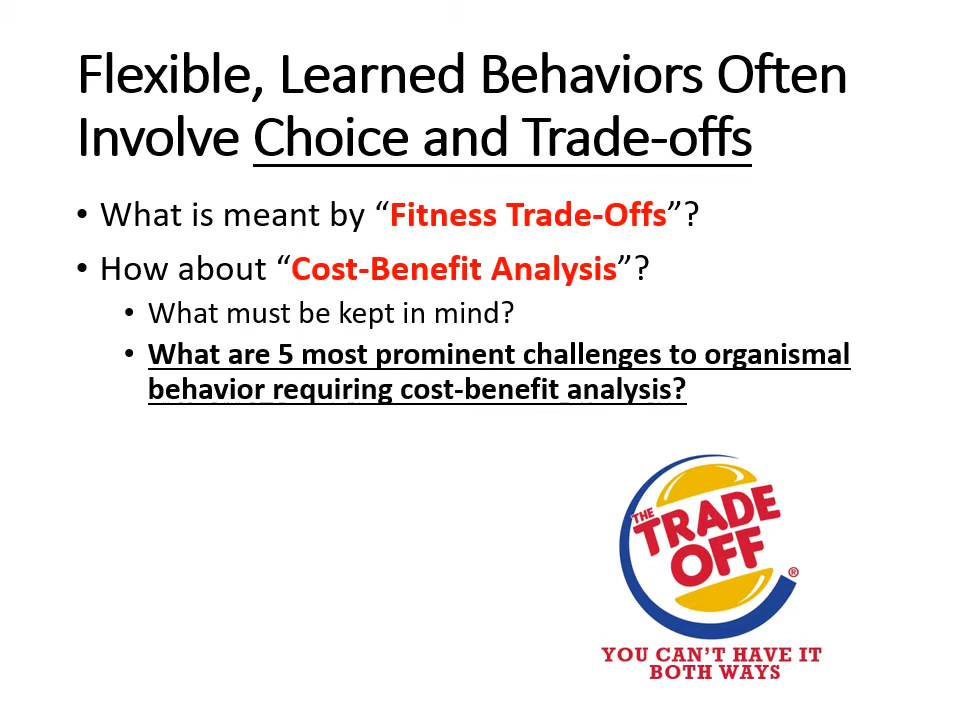 Flexible, Learned Behaviors Often
Involve Choice and Trade-offs
• What is meant by “Fitness Trade-Offs”?
• How about “Cost-Benefit Analysis”?
• What must be kept in mind?
• What are 5 most prominent challenges to organismal
behavior requiring cost-benefit analysis?
THE
TRADE
OFF
®
YOU CAN’T HAVE IT
BOTH WAYS